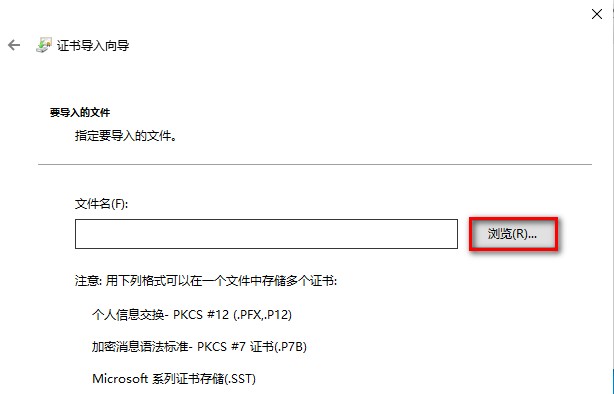 证书导入向导
要导入的文件
指定要导入的文件。
文件名(F):
浏览(R)...
注意: 用下列格式可以在一个文件中存储多个证书:
个人信息交换- PKCS #12 (.PFX,.P12)
加密消息语法标准- PKCS #7 证书(.P7B)
Microsoft 系列证书存储(.SST)